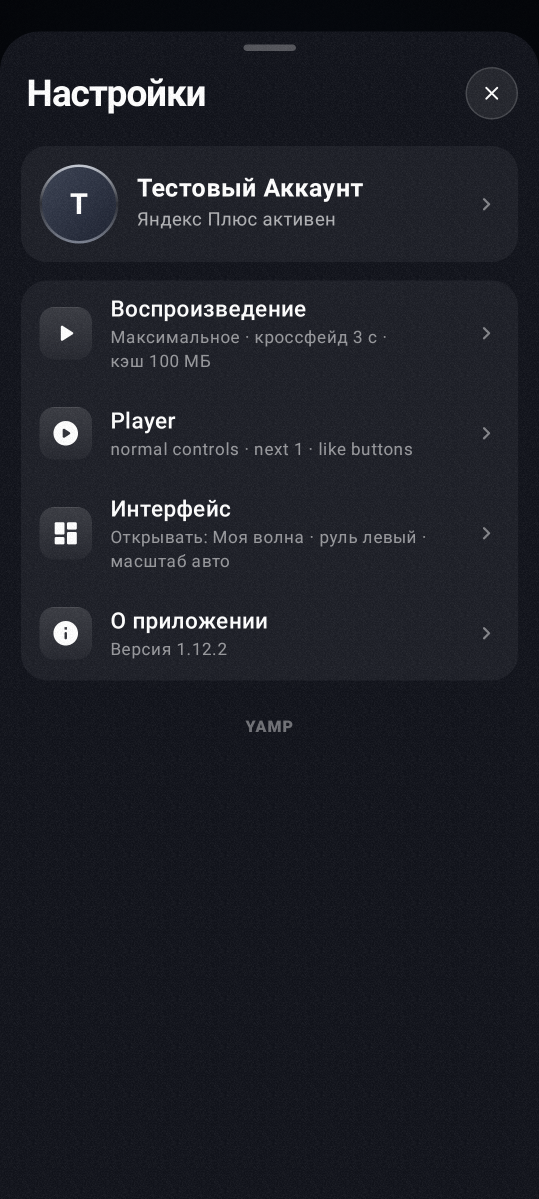 Настройки
T
Тестовый Аккаунт
Яндекс Плюс активен
Воспроизведение
Максимальное · кроссфейд 3 с ·
кэш 100 МБ
Player
normal controls · next 1 · like buttons
Интерфейс
Открывать: Моя волна · руль левый ·
масштаб авто
О приложении
Версия 1.12.2
YAMP